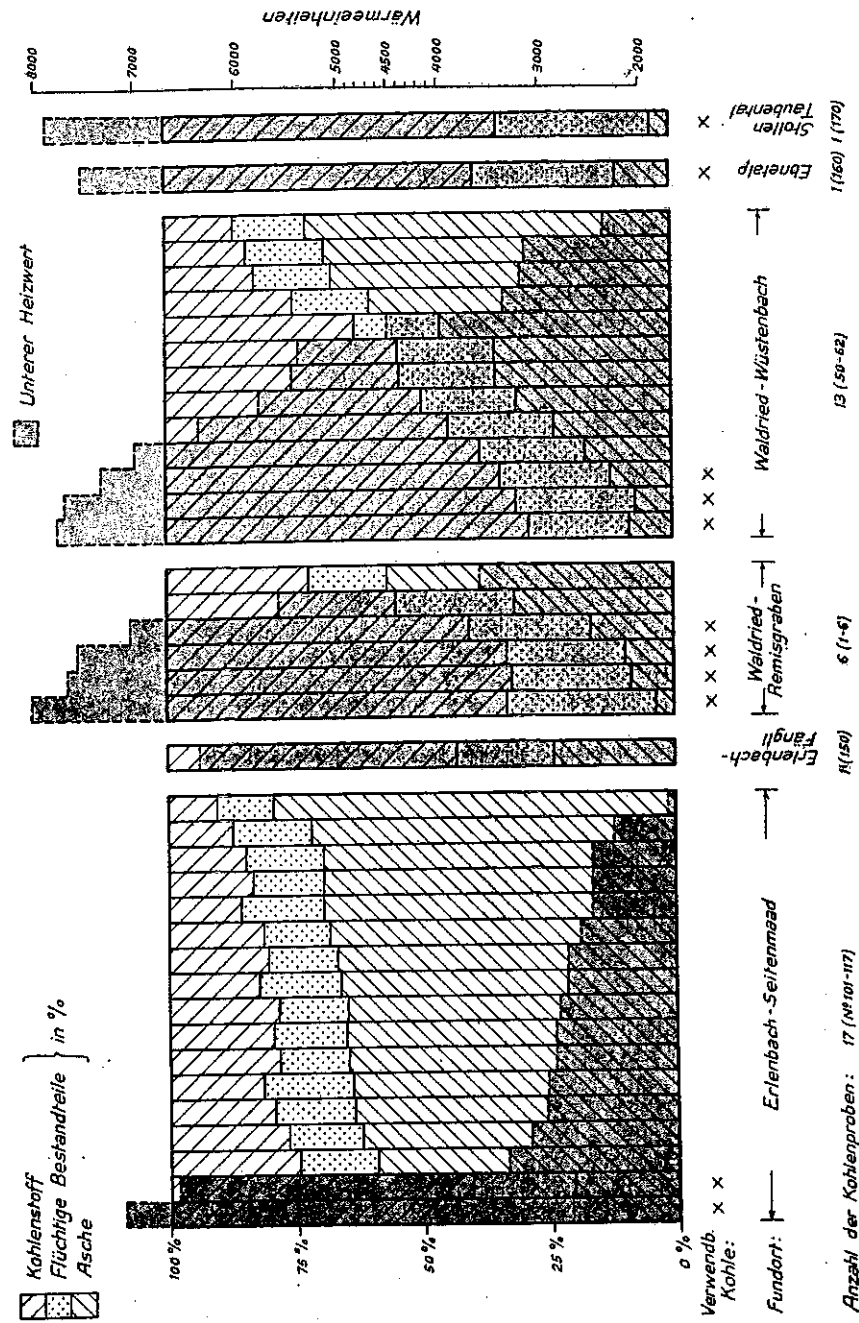 Kohlenstoff
Flüchtige Bestandteile } in %
Asche
Unterer Heizwert
100 %
75 %
50 %
25 %
0 %
8000
7000
6000
5000
4500
4000
3000
2000
Wärmeeinheiten
Verwendb. Kohle:
x x x x x x x x x x x
Fundort:
Erlenbach-Seitenmaad
Erlenbach-
Fängli
Waldried-
Remisgraben
Waldried-Wüstenbach
Ebnetalp
Stollen
Taubental
Anzahl der Kohlenproben: 17 (Nº 101-117)
1 (150)
6 (1-6)
13 (50-62)
1 (160)
1 (170)